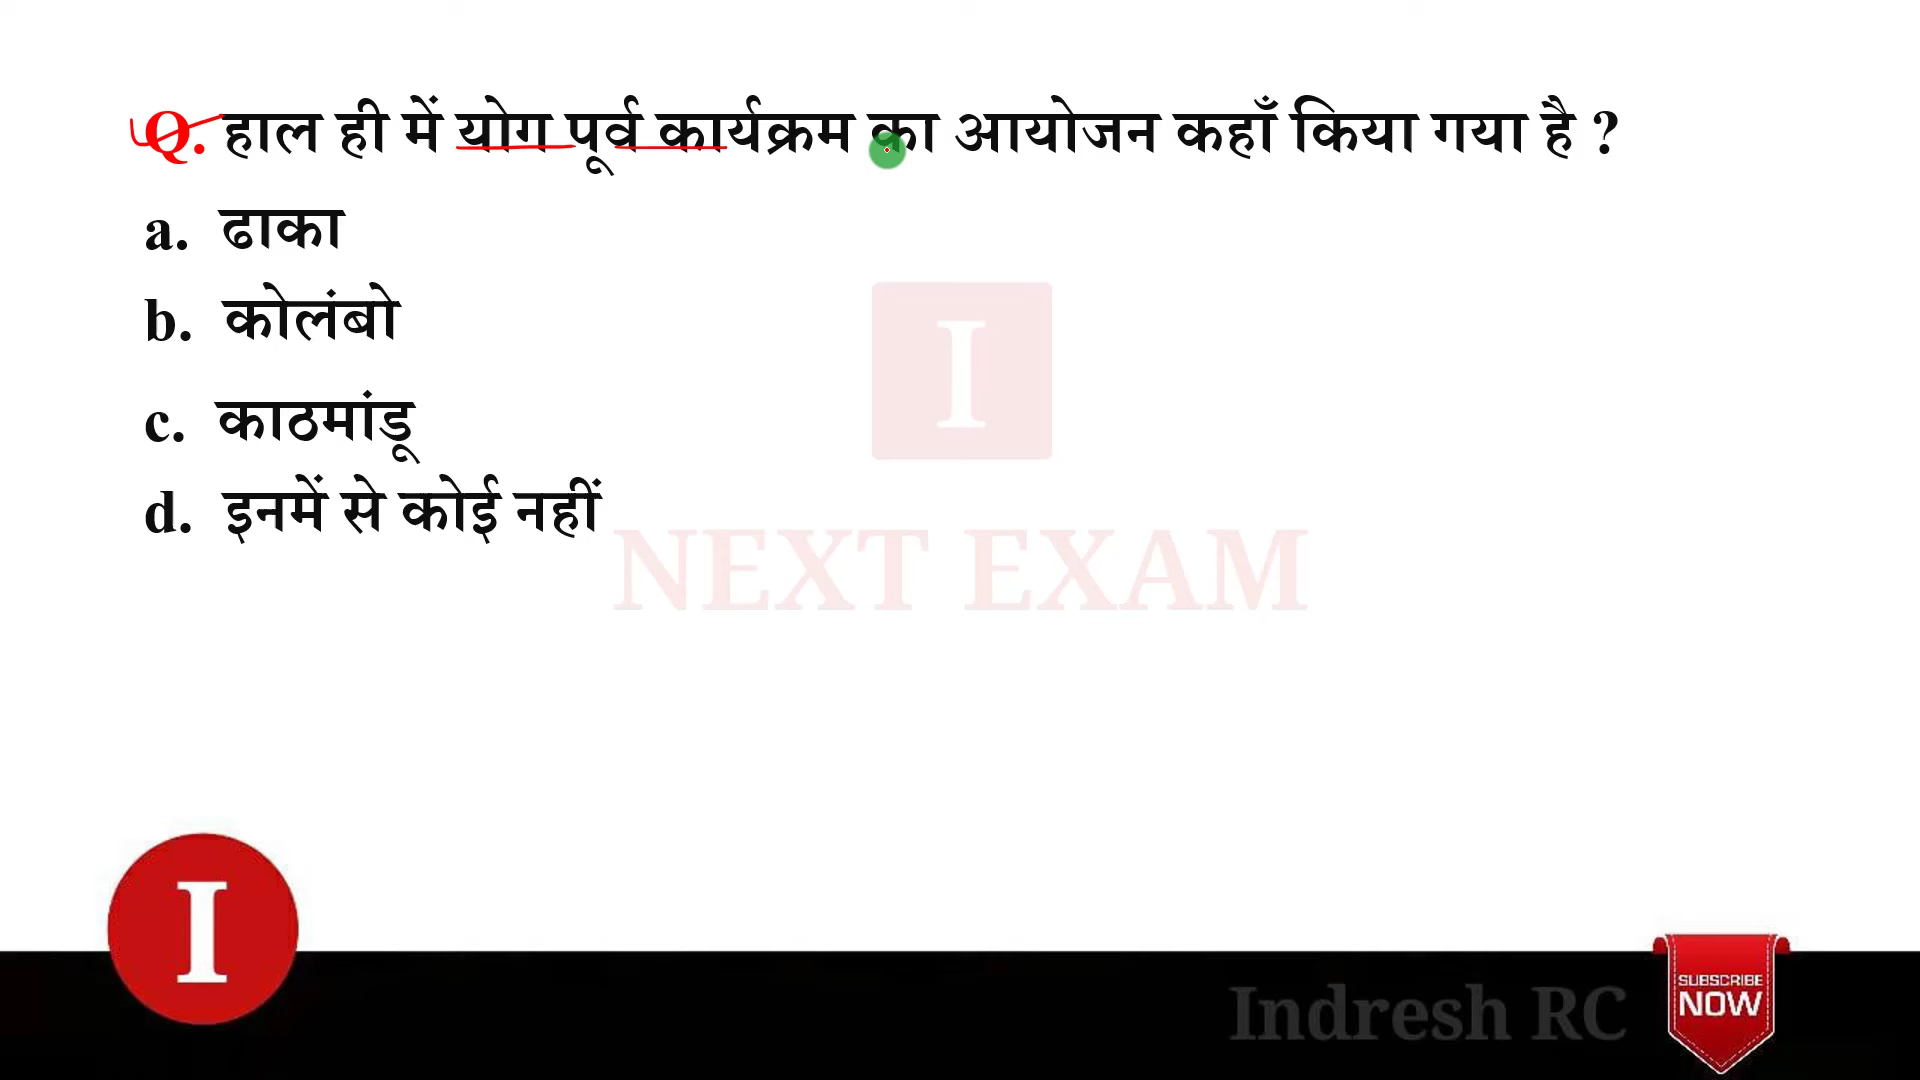 Q. हाल ही में योग पूर्व कार्यक्रम का आयोजन कहाँ किया गया है ?
a. ढाका
b. कोलंबो
c. काठमांडू
d. इनमें से कोई नहीं
I
NEXT EXAM
I
Indresh RC
SUBSCRIBE
NOW